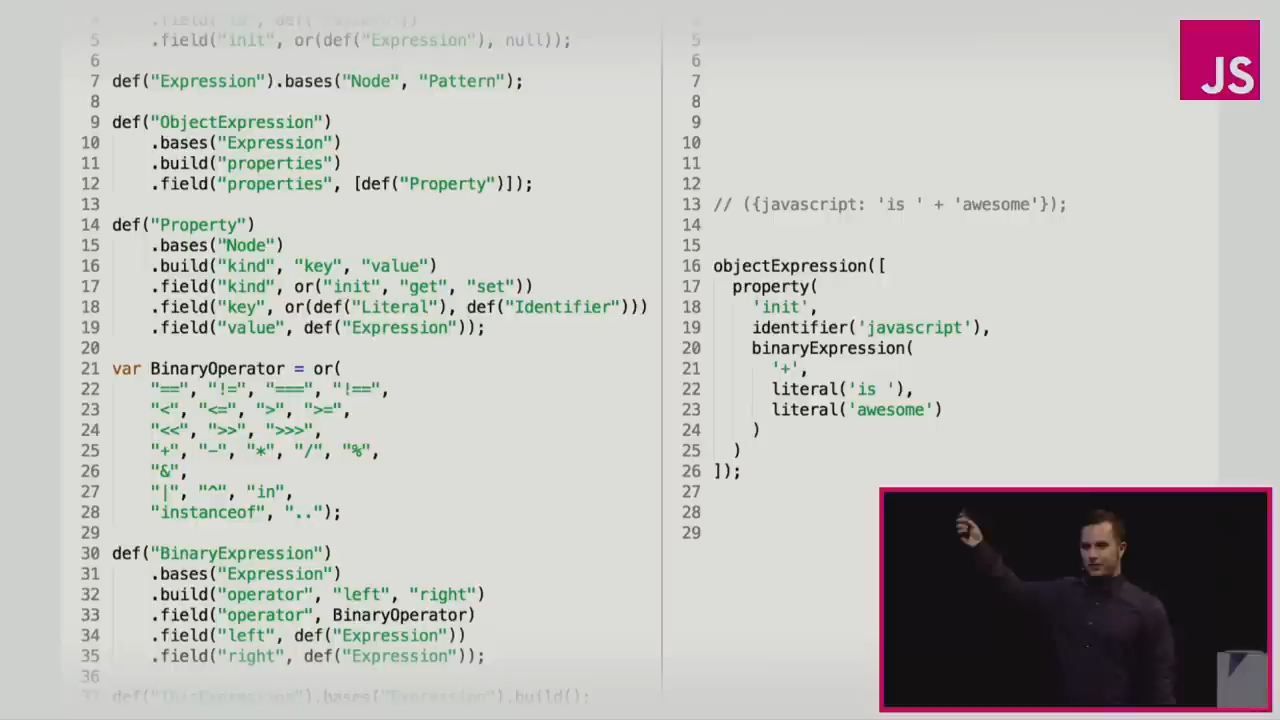 5 .field("init", or(def("Expression"), null));
6
7 def("Expression").bases("Node", "Pattern");
8
9 def("ObjectExpression")
10 .bases("Expression")
11 .build("properties")
12 .field("properties", [def("Property")]);
13
14 def("Property")
15 .bases("Node")
16 .build("kind", "key", "value")
17 .field("kind", or("init", "get", "set"))
18 .field("key", or(def("Literal"), def("Identifier")))
19 .field("value", def("Expression"));
20
21 var BinaryOperator = or(
22 "==", "!=", "===", "!==",
23 "<", "<=", ">", ">=",
24 "<<", ">>", ">>>",
25 "+", "-", "*", "/", "%",
26 "&",
27 "|", "^", "in",
28 "instanceof", "..");
29
30 def("BinaryExpression")
31 .bases("Expression")
32 .build("operator", "left", "right")
33 .field("operator", BinaryOperator)
34 .field("left", def("Expression"))
35 .field("right", def("Expression"));
36
37 def("ThisExpression").bases("Expression").build();
5
6
7
8
9
10
11
12
13 // ({javascript: 'is ' + 'awesome'});
14
15
16 objectExpression([
17 property(
18 'init',
19 identifier('javascript'),
20 binaryExpression(
21 '+',
22 literal('is '),
23 literal('awesome')
24 )
25 )
26 ]);
27
28
29
JS